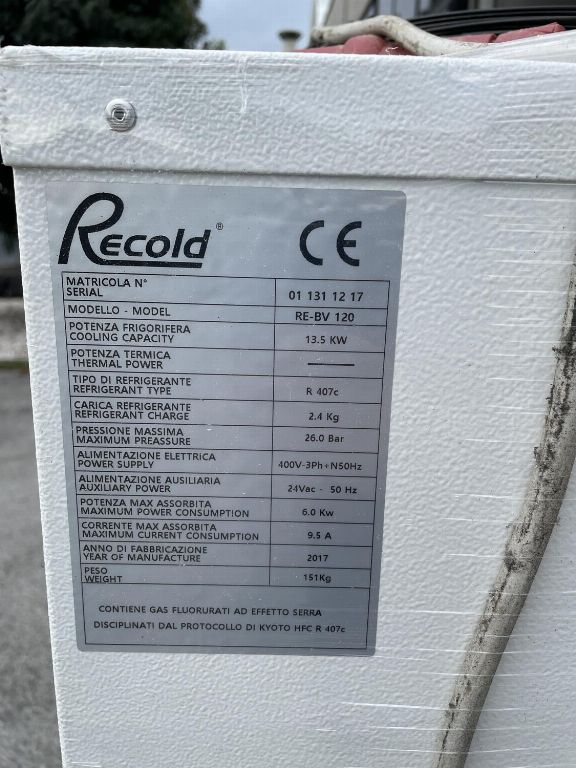 Recold®
CE
MATRICOLA N°
SERIAL
01 131 12 17
MODELLO - MODEL
RE-BV 120
POTENZA FRIGORIFERA
COOLING CAPACITY
13.5 KW
POTENZA TERMICA
THERMAL POWER
TIPO DI REFRIGERANTE
REFRIGERANT TYPE
R 407c
CARICA REFRIGERANTE
REFRIGERANT CHARGE
2.4 Kg
PRESSIONE MASSIMA
MAXIMUM PREASSURE
26.0 Bar
ALIMENTAZIONE ELETTRICA
POWER SUPPLY
400V-3Ph+N50Hz
ALIMENTAZIONE AUSILIARIA
AUXILIARY POWER
24Vac - 50 Hz
POTENZA MAX ASSORBITA
MAXIMUM POWER CONSUMPTION
6.0 Kw
CORRENTE MAX ASSORBITA
MAXIMUM CURRENT CONSUMPTION
9.5 A
ANNO DI FABBRICAZIONE
YEAR OF MANUFACTURE
2017
PESO
WEIGHT
151Kg
CONTIENE GAS FLUORURATI AD EFFETTO SERRA
DISCIPLINATI DAL PROTOCOLLO DI KYOTO HFC R 407c